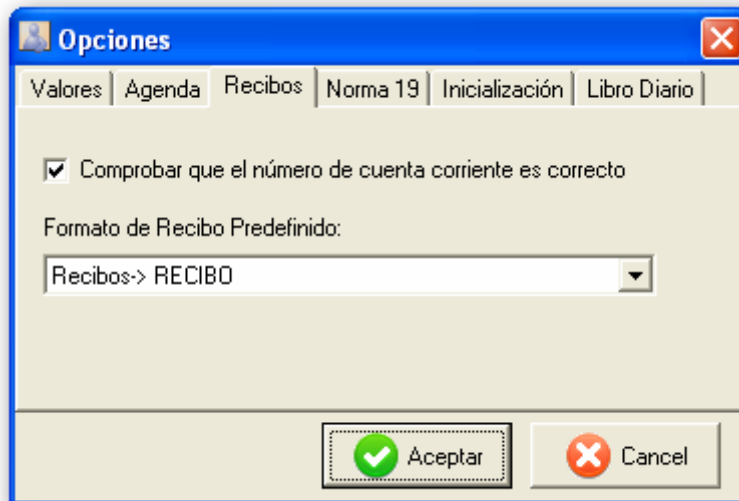 Opciones
Valores Agenda Recibos Norma 19 Inicialización Libro Diario
Comprobar que el número de cuenta corriente es correcto
Formato de Recibo Predefinido:
Recibos-> RECIBO
Aceptar Cancel